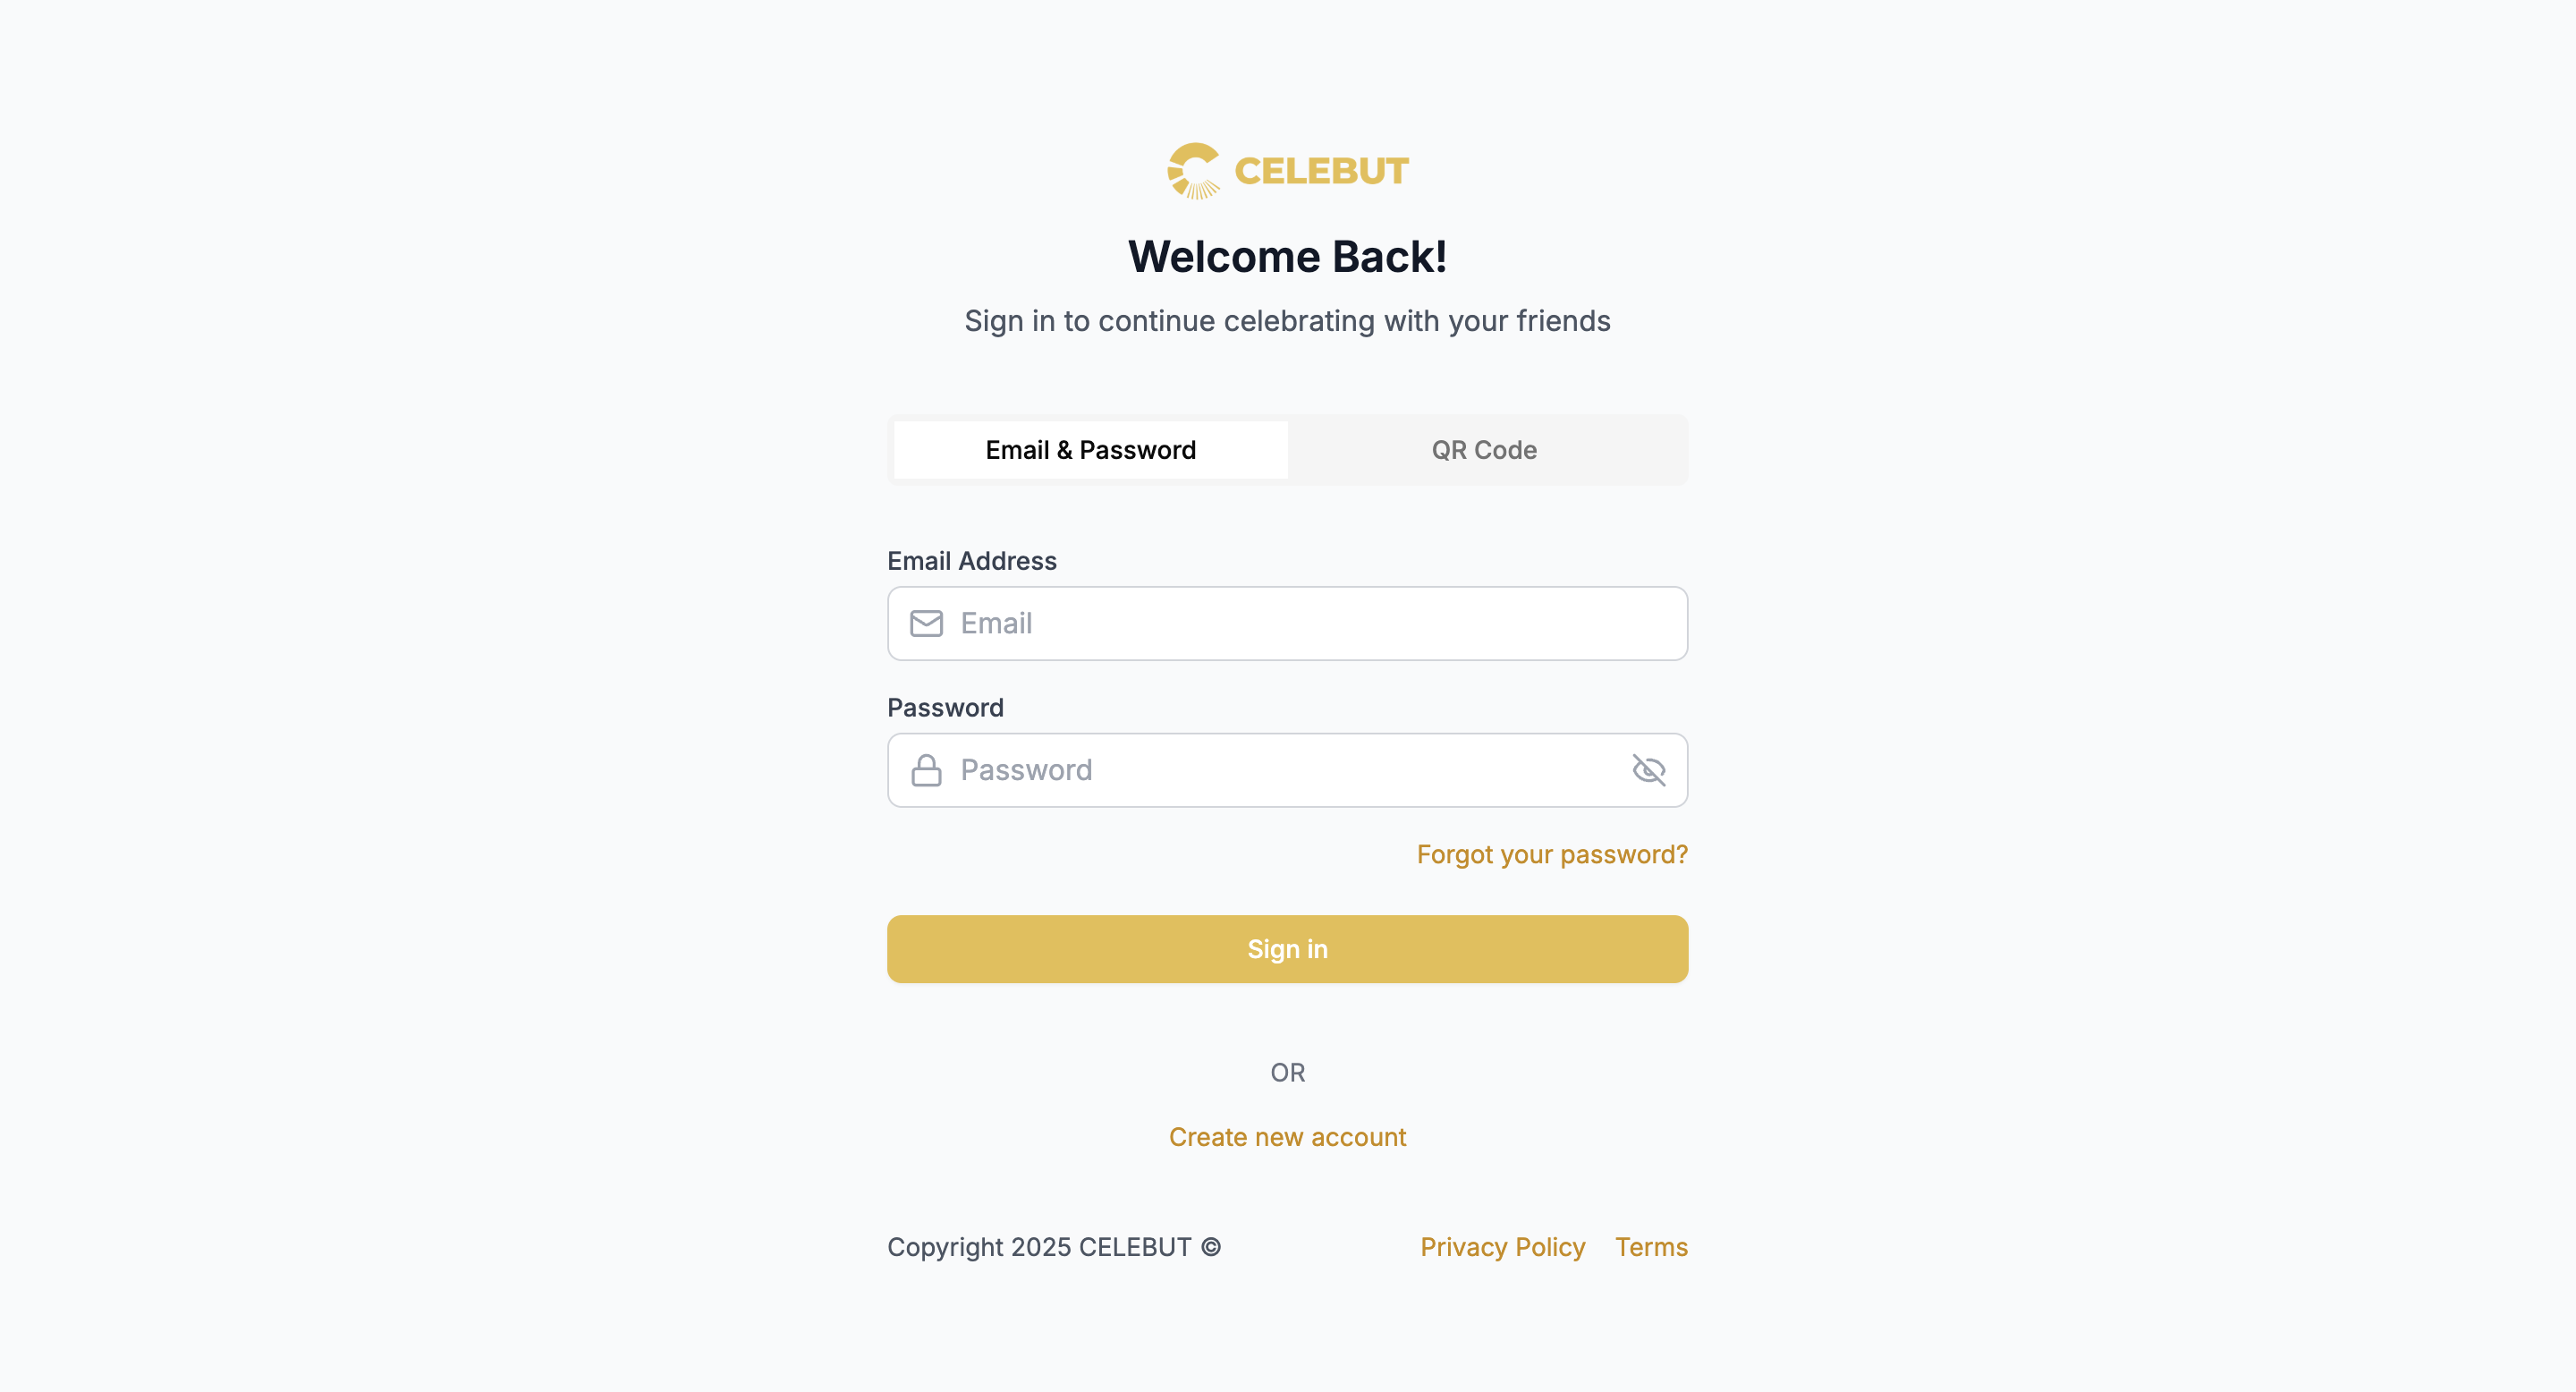 CELEBUT
Welcome Back!
Sign in to continue celebrating with your friends
Email & Password
QR Code
Email Address
Email
Password
Password
Forgot your password?
Sign in
OR
Create new account
Copyright 2025 CELEBUT ©
Privacy Policy
Terms